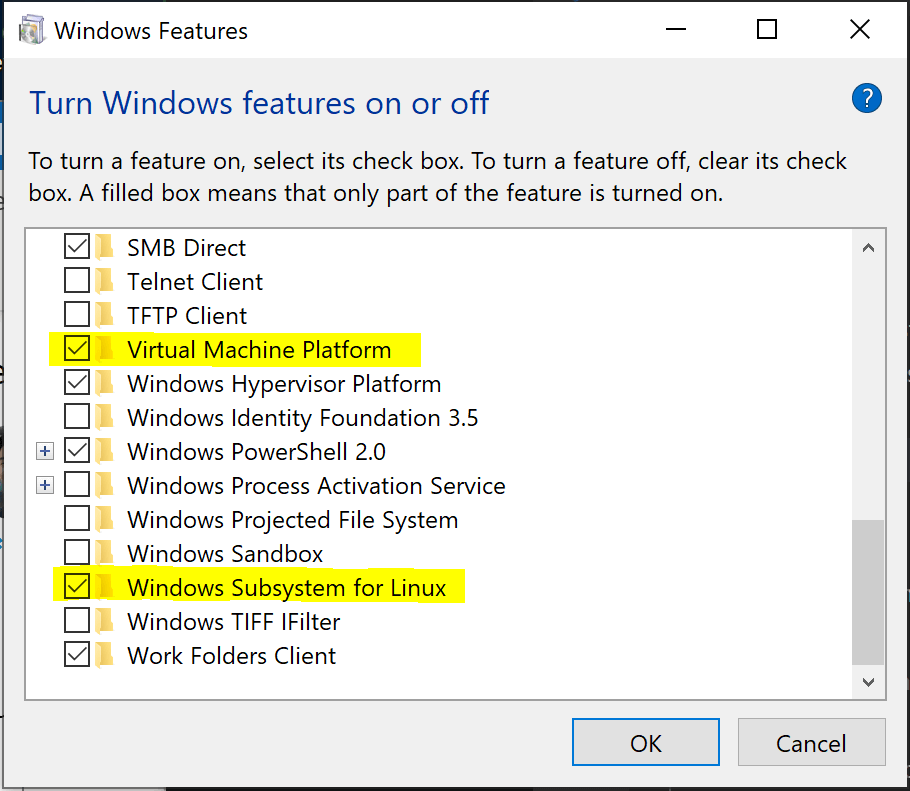 Windows Features
Turn Windows features on or off
?
To turn a feature on, select its check box. To turn a feature off, clear its check
box. A filled box means that only part of the feature is turned on.
SMB Direct
Telnet Client
TFTP Client
Virtual Machine Platform
Windows Hypervisor Platform
Windows Identity Foundation 3.5
Windows PowerShell 2.0
Windows Process Activation Service
Windows Projected File System
Windows Sandbox
Windows Subsystem for Linux
Windows TIFF IFilter
Work Folders Client
OK
Cancel